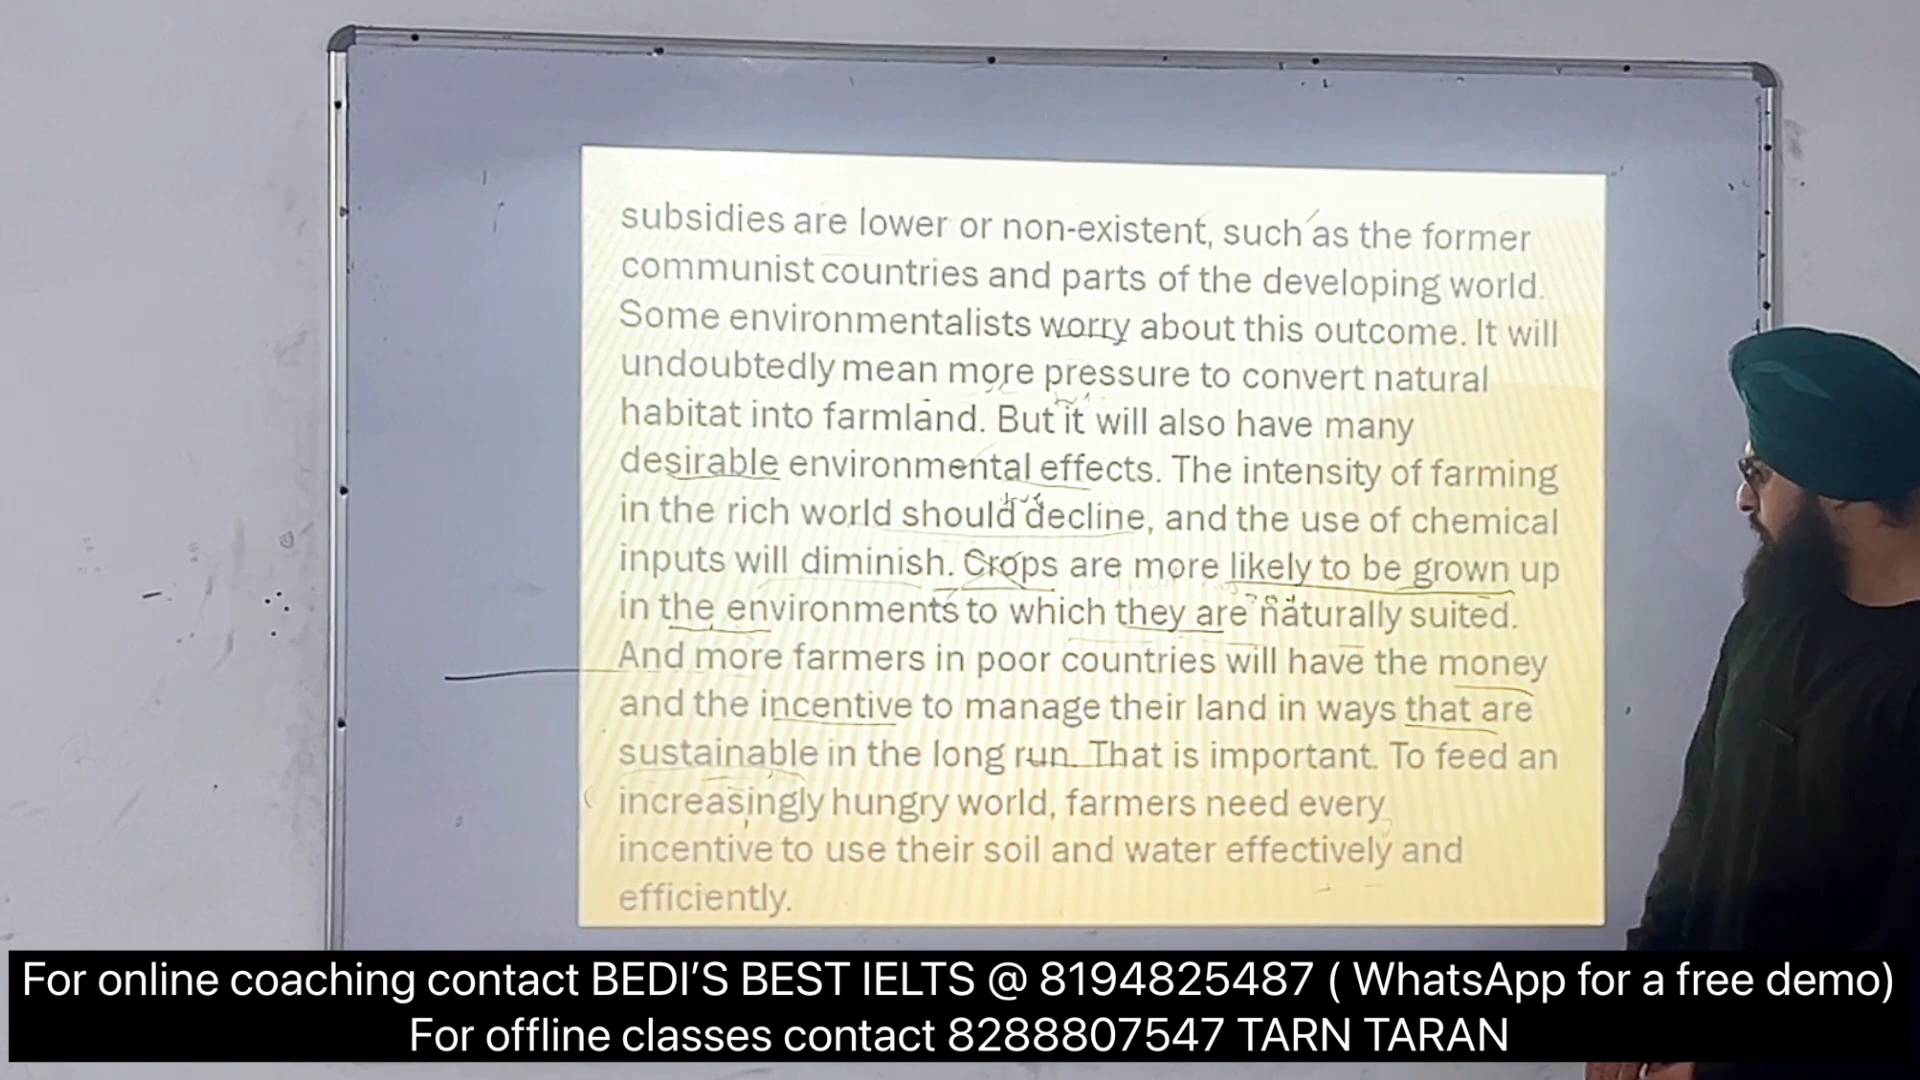 subsidies are lower or non-existent, such as the former
communist countries and parts of the developing world.
Some environmentalists worry about this outcome. It will
undoubtedly mean more pressure to convert natural
habitat into farmland. But it will also have many
desirable environmental effects. The intensity of farming
in the rich world should decline, and the use of chemical
inputs will diminish. Crops are more likely to be grown up
in the environments to which they are naturally suited.
And more farmers in poor countries will have the money
and the incentive to manage their land in ways that are
sustainable in the long run. That is important. To feed an
increasingly hungry world, farmers need every
incentive to use their soil and water effectively and
efficiently.
For online coaching contact BEDI’S BEST IELTS @ 8194825487 ( WhatsApp for a free demo)
For offline classes contact 8288807547 TARN TARAN